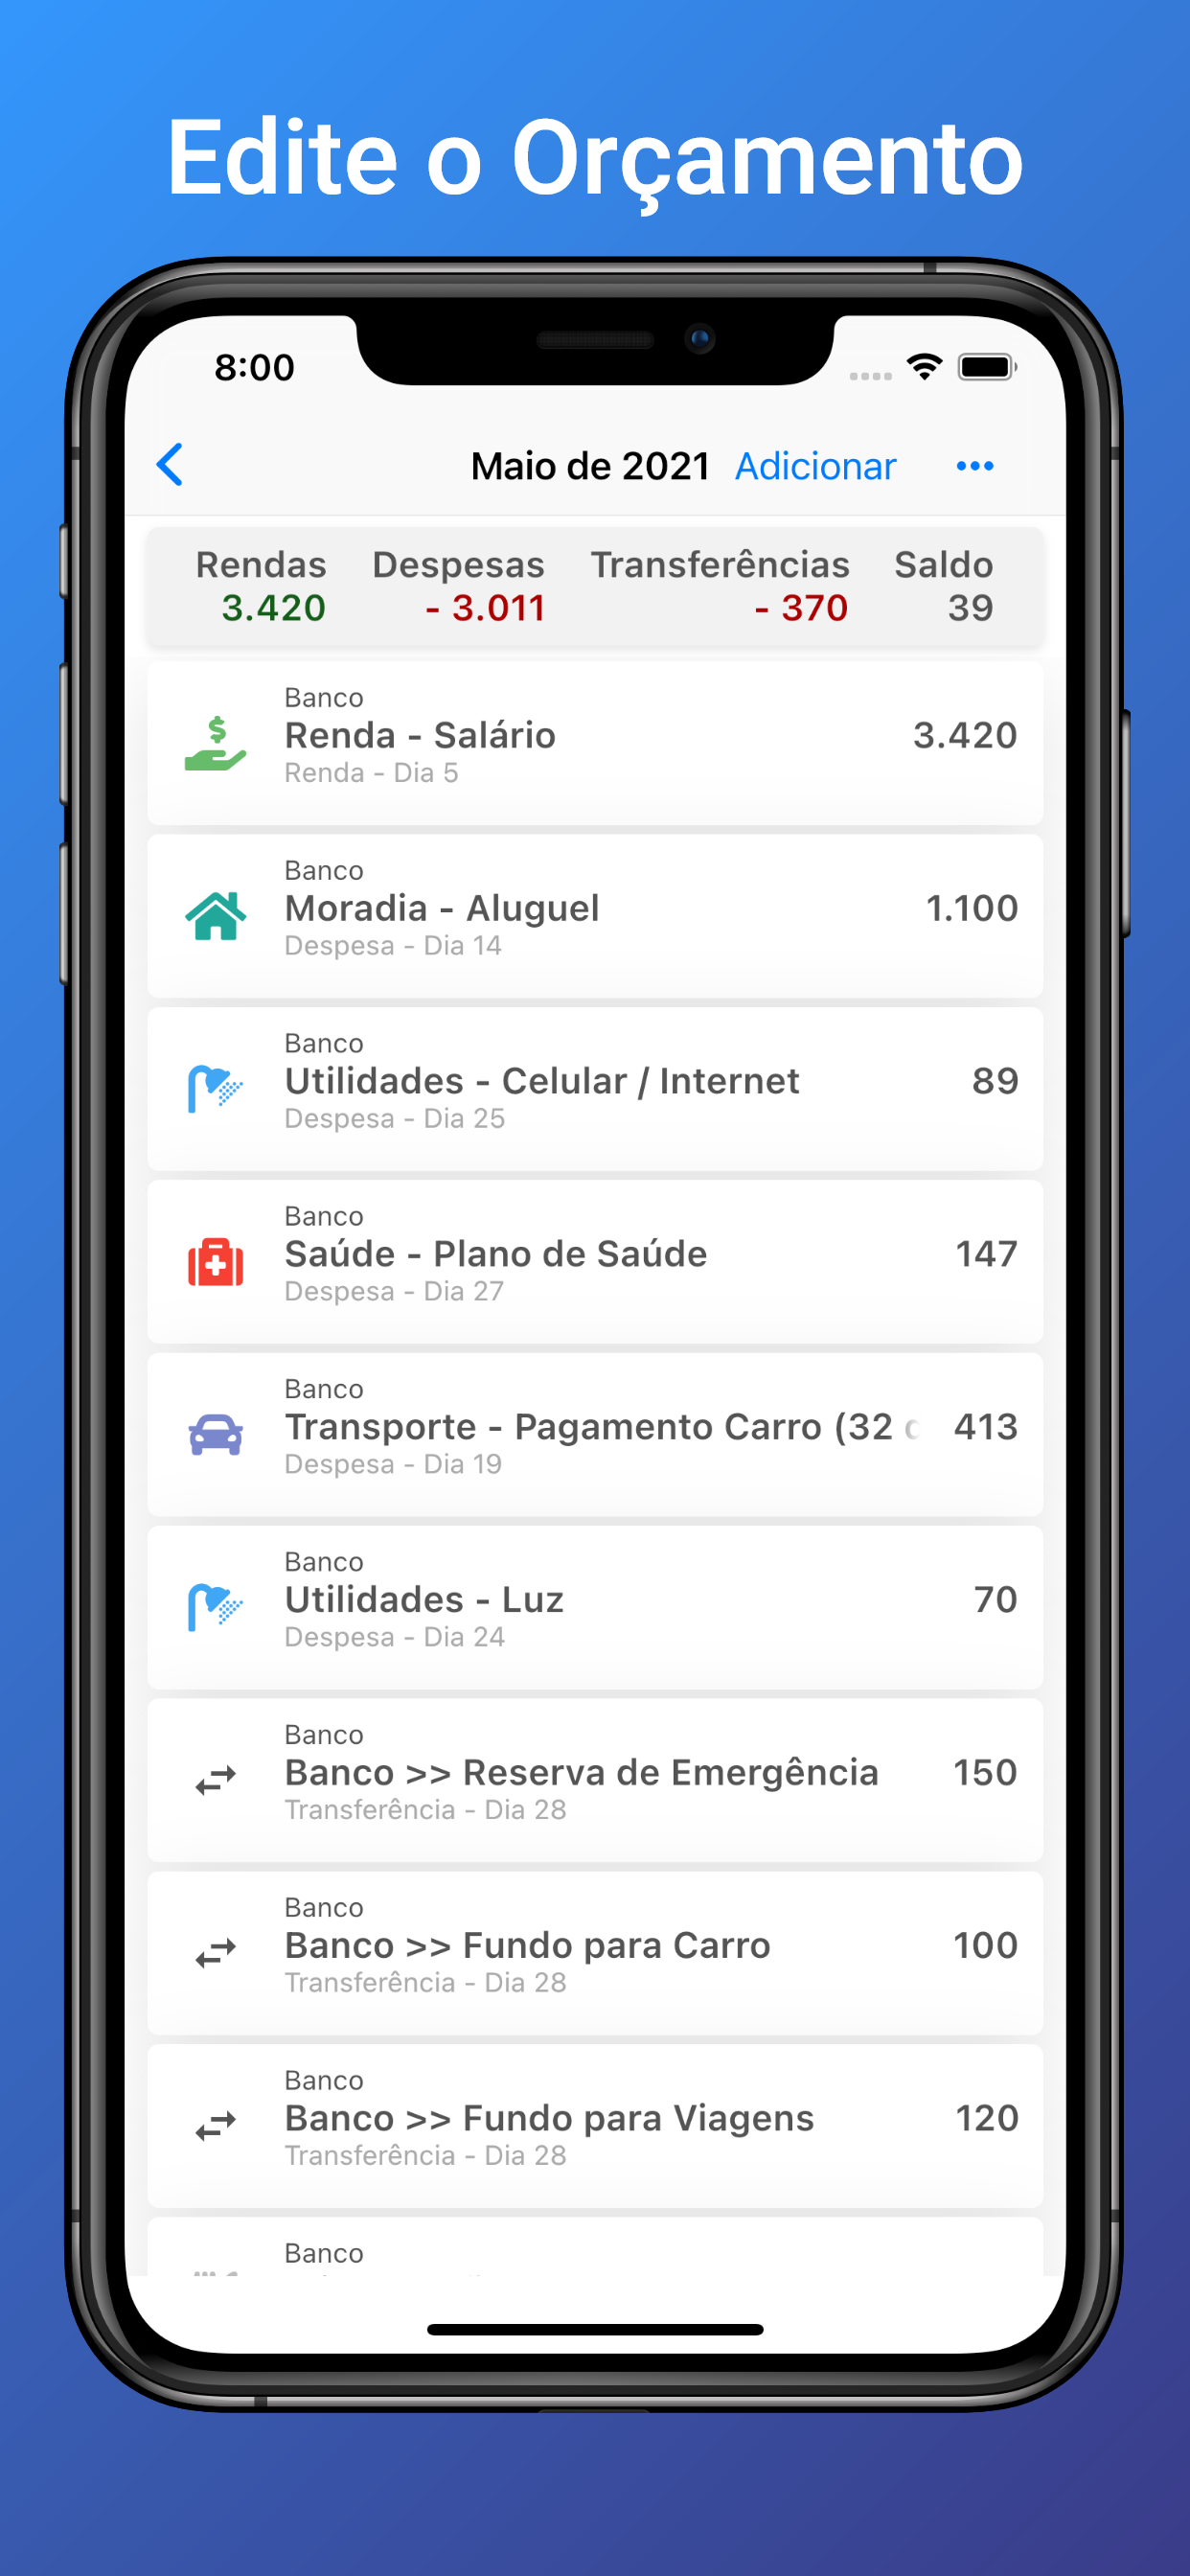 Edite o Orçamento
8:00
Maio de 2021 Adicionar
Rendas Despesas Transferências Saldo
3.420 - 3.011 - 370 39
Banco
Renda - Salário 3.420
Renda - Dia 5
Banco
Moradia - Aluguel 1.100
Despesa - Dia 14
Banco
Utilidades - Celular / Internet 89
Despesa - Dia 25
Banco
Saúde - Plano de Saúde 147
Despesa - Dia 27
Banco
Transporte - Pagamento Carro (32 413
Despesa - Dia 19
Banco
Utilidades - Luz 70
Despesa - Dia 24
Banco
Banco >> Reserva de Emergência 150
Transferência - Dia 28
Banco
Banco >> Fundo para Carro 100
Transferência - Dia 28
Banco
Banco >> Fundo para Viagens 120
Transferência - Dia 28
Banco